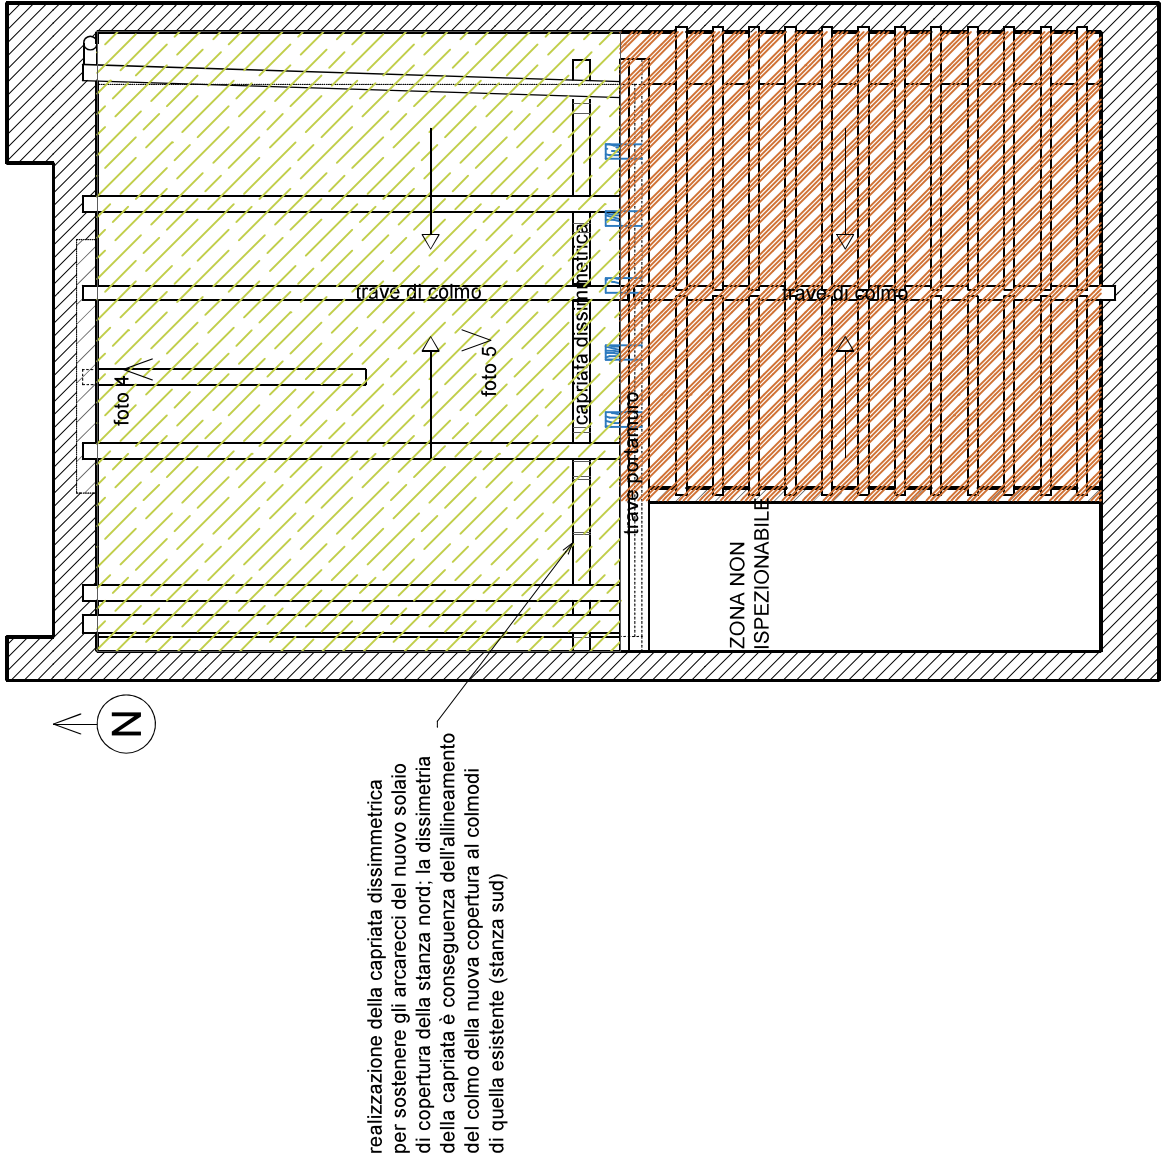 trave di colmo
trave di colmo
capriata dissimmetrica
trave portamuro
foto 4
foto 5
ZONA NON
ISPEZIONABILE
N
realizzazione della capriata dissimmetrica
per sostenere gli arcarecci del nuovo solaio
di copertura della stanza nord; la dissimetria
della capriata è conseguenza dell'allineamento
del colmo della nuova copertura al colmodi
di quella esistente (stanza sud)